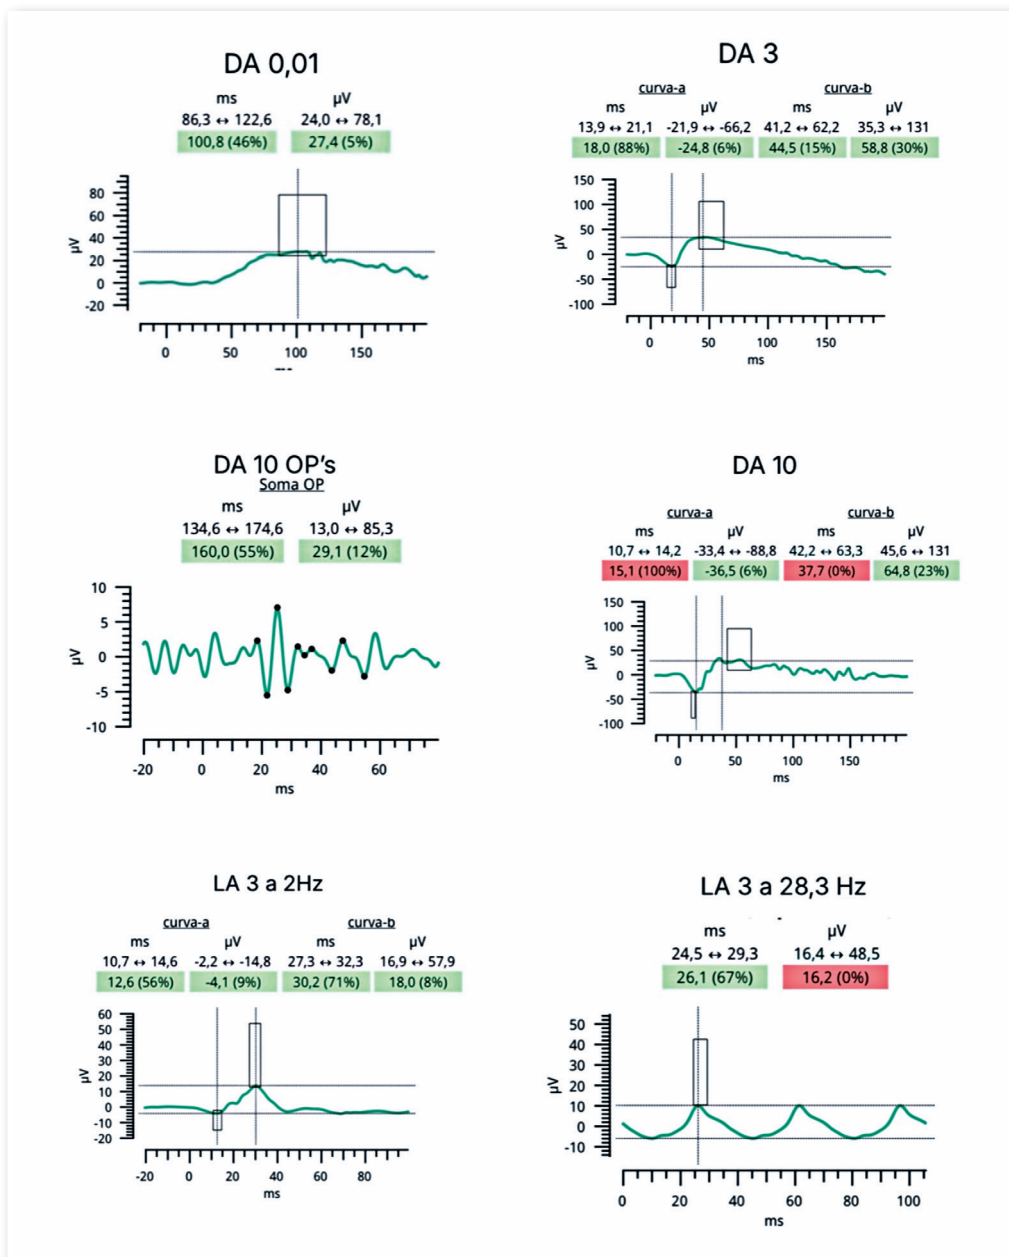 DA 0,01
ms µV
86,3 ↔ 122,6 24,0 ↔ 78,1
100,8 (46%) 27,4 (5%)
80
60
40
20
0
-20
µV
0 50 100 150
DA 3
curva-a curva-b
ms µV ms µV
13,9 ↔ 21,1 -21,9 ↔ -66,2 41,2 ↔ 62,2 35,3 ↔ 131
18,0 (88%) -24,8 (6%) 44,5 (15%) 58,8 (30%)
150
100
50
0
-50
-100
µV
0 50 100 150
ms
DA 10 OP's
Soma OP
ms µV
134,6 ↔ 174,6 13,0 ↔ 85,3
160,0 (55%) 29,1 (12%)
10
5
0
-5
-10
µV
-20 0 20 40 60
ms
DA 10
curva-a curva-b
ms µV ms µV
10,7 ↔ 14,2 -33,4 ↔ -88,8 42,2 ↔ 63,3 45,6 ↔ 131
15,1 (100%) -36,5 (6%) 37,7 (0%) 64,8 (23%)
150
100
50
0
-50
-100
µV
0 50 100 150
ms
LA 3 a 2Hz
curva-a curva-b
ms µV ms µV
10,7 ↔ 14,6 -2,2 ↔ -14,8 27,3 ↔ 32,3 16,9 ↔ 57,9
12,6 (56%) -4,1 (9%) 30,2 (71%) 18,0 (8%)
60
50
40
30
20
10
0
-10
-20
µV
-20 0 20 40 60 80
ms
LA 3 a 28,3 Hz
ms µV
24,5 ↔ 29,3 16,4 ↔ 48,5
26,1 (67%) 16,2 (0%)
50
40
30
20
10
0
-10
µV
0 20 40 60 80 100
ms